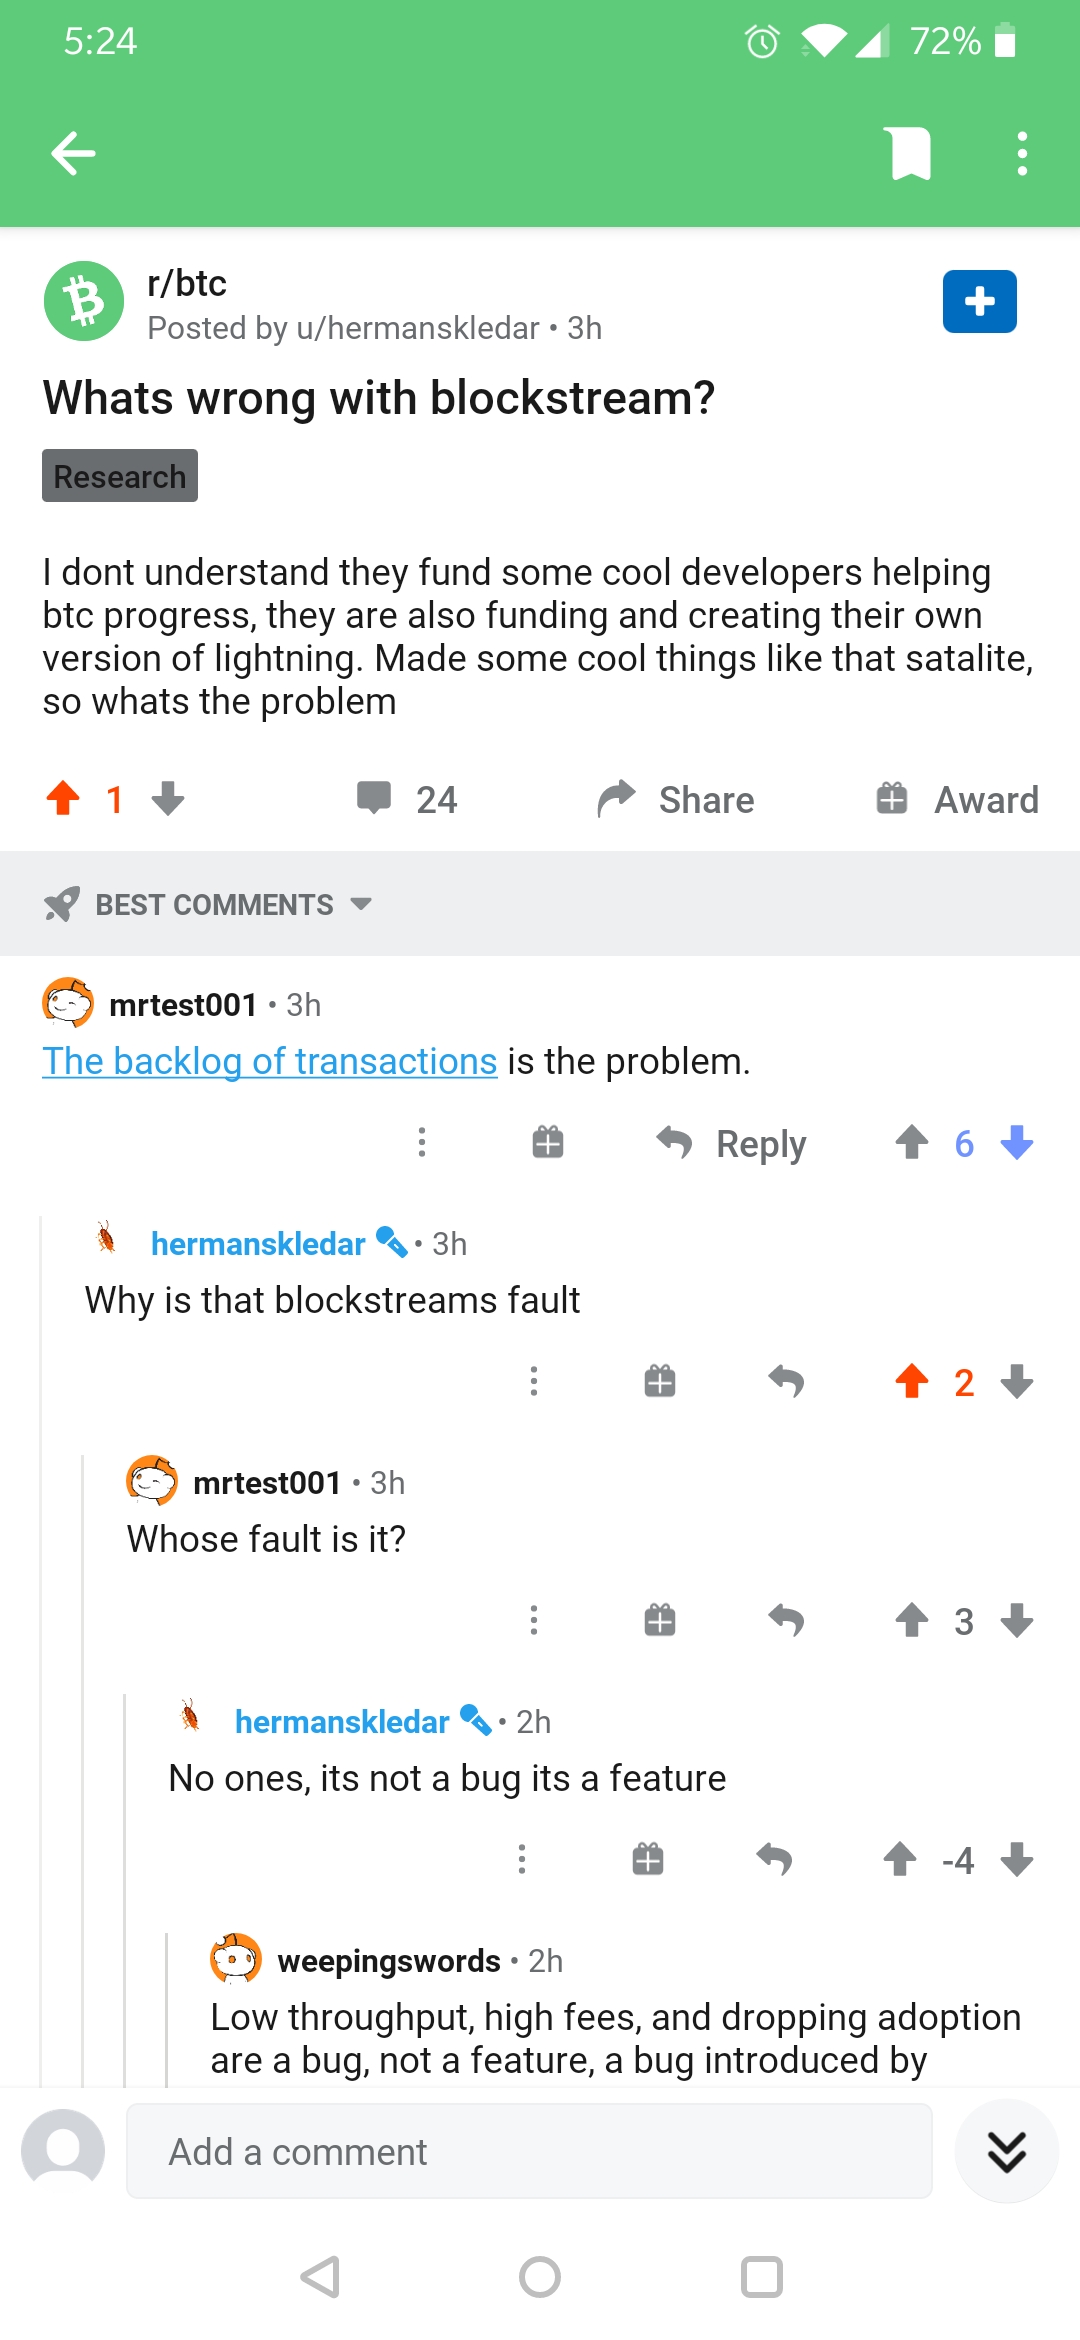 5:24
72%
r/btc
Posted by u/hermanskledar • 3h
Whats wrong with blockstream?
Research
I dont understand they fund some cool developers helping
btc progress, they are also funding and creating their own
version of lightning. Made some cool things like that satalite,
so whats the problem
1
24
Share
Award
BEST COMMENTS
mrtest001 • 3h
The backlog of transactions is the problem.
Reply
6
hermanskledar • 3h
Why is that blockstreams fault
2
mrtest001 • 3h
Whose fault is it?
3
hermanskledar • 2h
No ones, its not a bug its a feature
-4
weepingswords • 2h
Low throughput, high fees, and dropping adoption
are a bug, not a feature, a bug introduced by
Add a comment